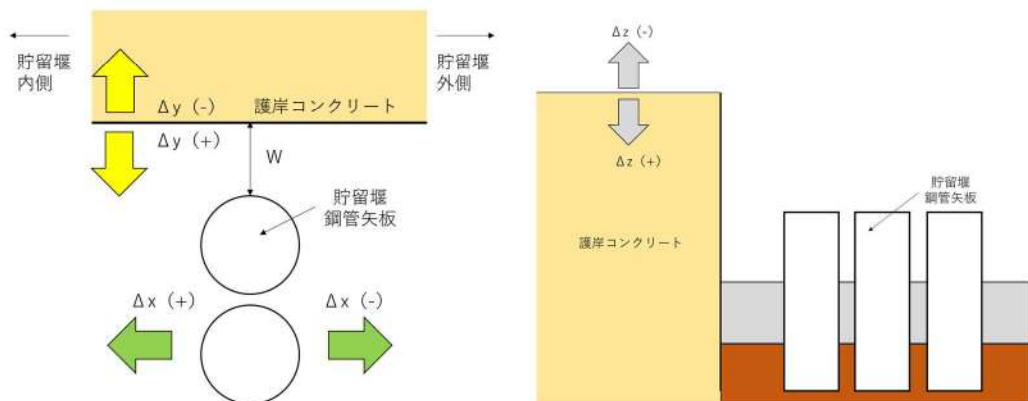 貯留堰
内側
貯留堰
外側
Δy (-)
護岸コンクリート
Δy (+)
W
貯留堰
鋼管矢板
Δx (+)
Δx (-)
Δz (-)
Δz (+)
貯留堰
鋼管矢板
護岸コンクリート